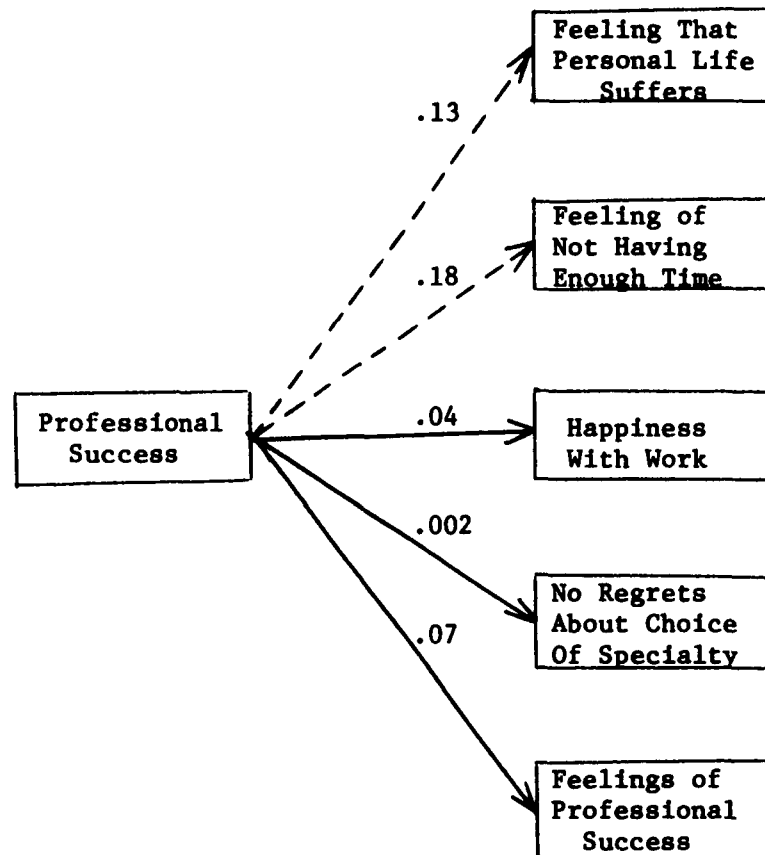 Feeling That
Personal Life
Suffers
.13
Feeling of
Not Having
Enough Time
.18
Professional
Success
.04
Happiness
With Work
.002
No Regrets
About Choice
Of Specialty
.07
Feelings of
Professional
Success